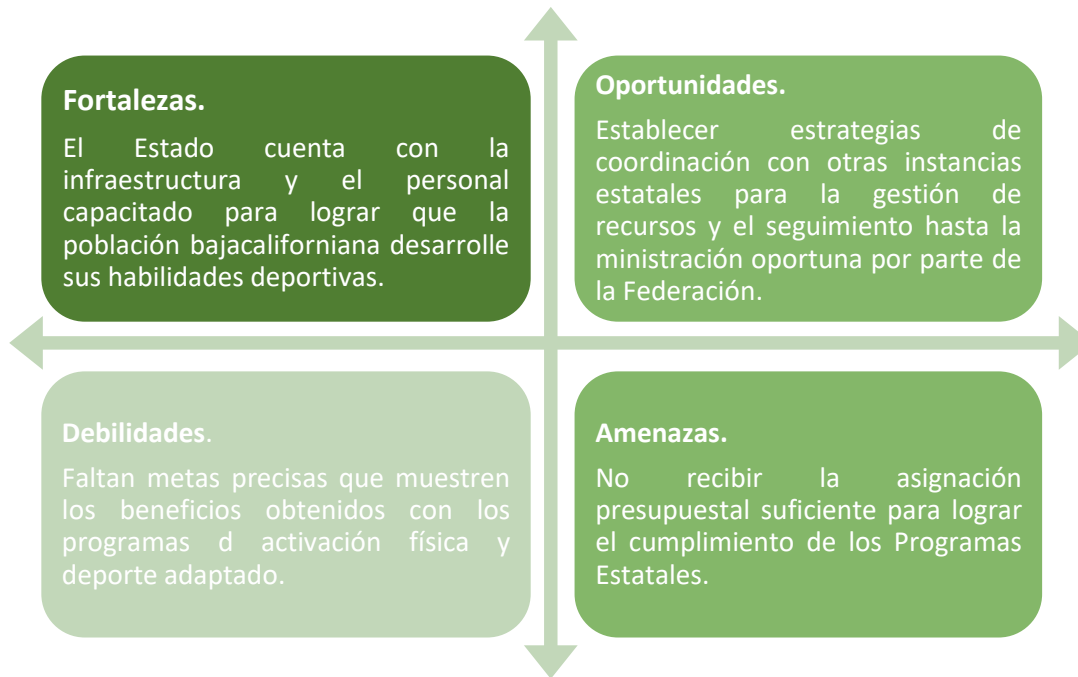 Fortalezas.
El Estado cuenta con la
infraestructura y el personal
capacitado para lograr que la
población bajacaliforniana desarrolle
sus habilidades deportivas.
Oportunidades.
Establecer estrategias de
coordinación con otras instancias
estatales para la gestión de
recursos y el seguimiento hasta la
ministración oportuna por parte de
la Federación.
Debilidades.
Faltan metas precisas que muestren
los beneficios obtenidos con los
programas d activación física y
deporte adaptado.
Amenazas.
No recibir la asignación
presupuestal suficiente para lograr
el cumplimiento de los Programas
Estatales.